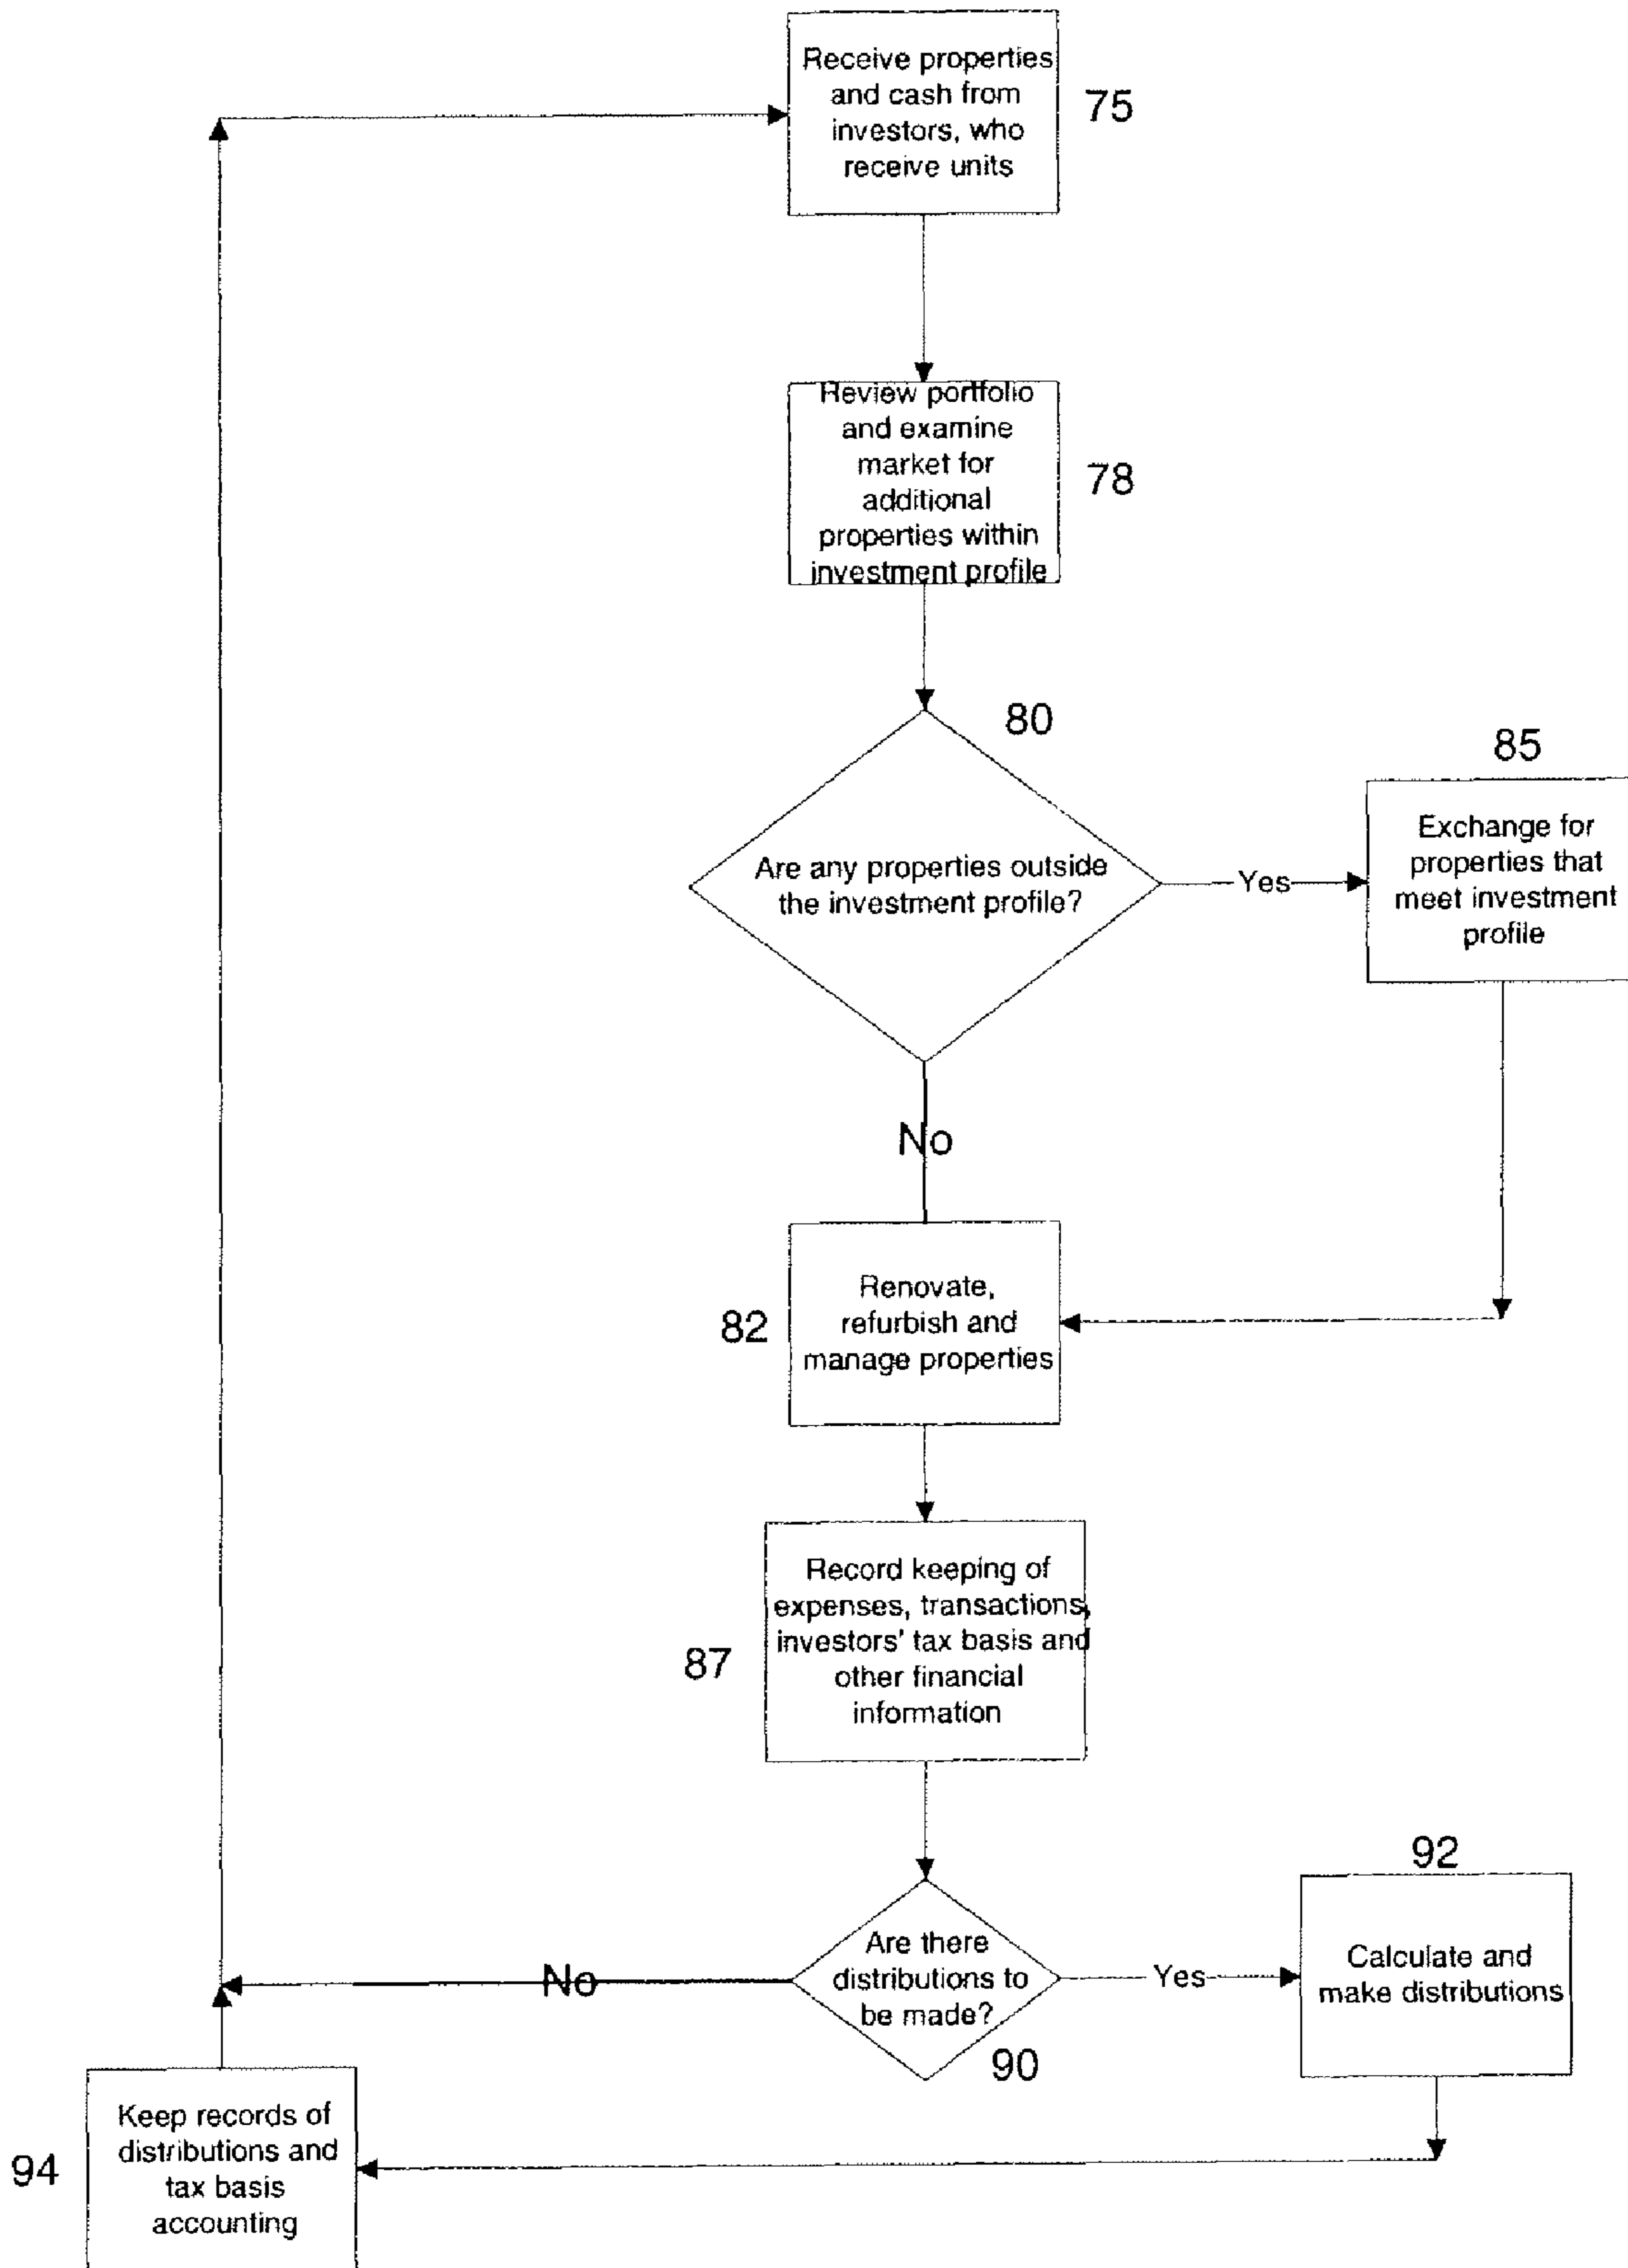 Receive properties
and cash from
investors, who
receive units
75
Review portfolio
and examine
market for
additional
properties within
investment profile
78
80
Are any properties outside
the investment profile?
Yes
85
Exchange for
properties that
meet investment
profile
No
82
Renovate,
refurbish and
manage properties
87
Record keeping of
expenses, transactions,
investors' tax basis and
other financial
information
No
Are there
distributions to
be made?
90
Yes
92
Calculate and
make distributions
94
Keep records of
distributions and
tax basis
accounting